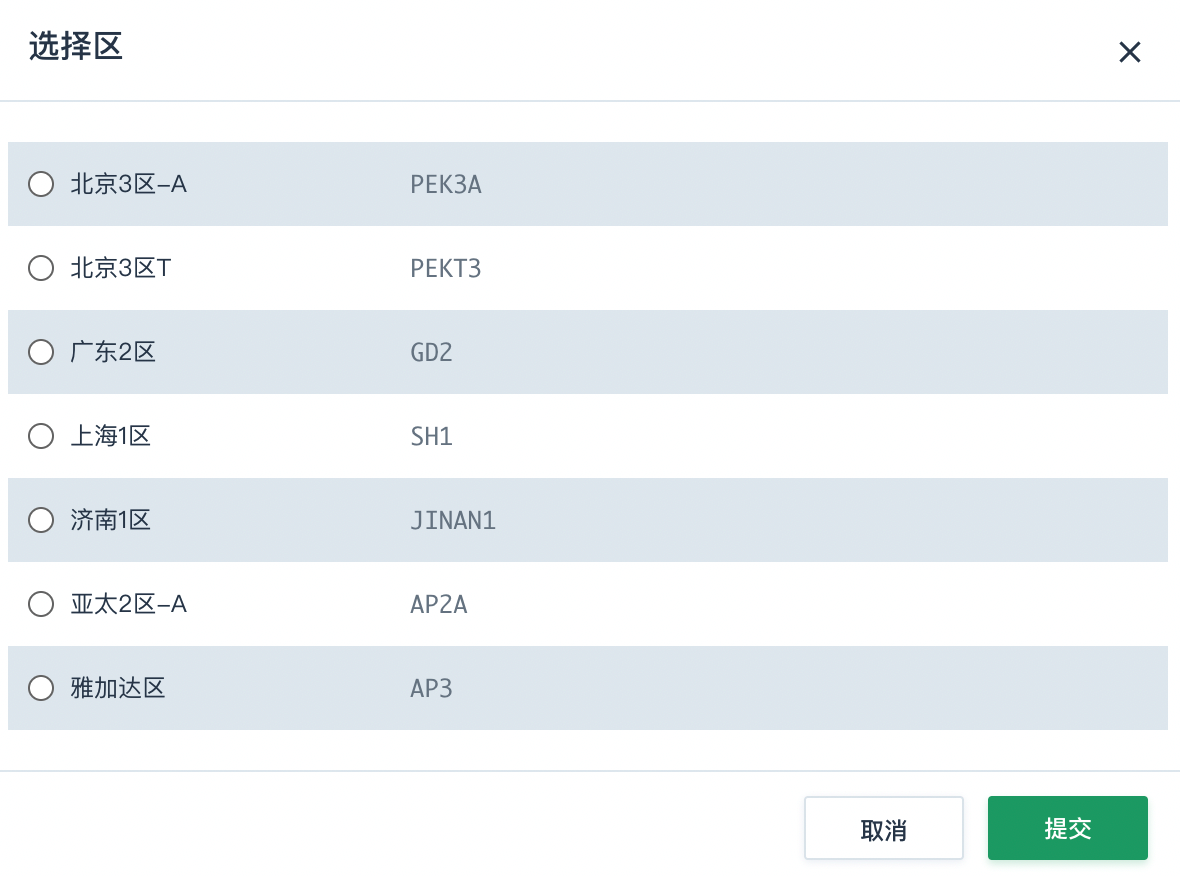 选择区
北京3区-A PEK3A
北京3区T PEKT3
广东2区 GD2
上海1区 SH1
济南1区 JINAN1
亚太2区-A AP2A
雅加达区 AP3
取消 提交